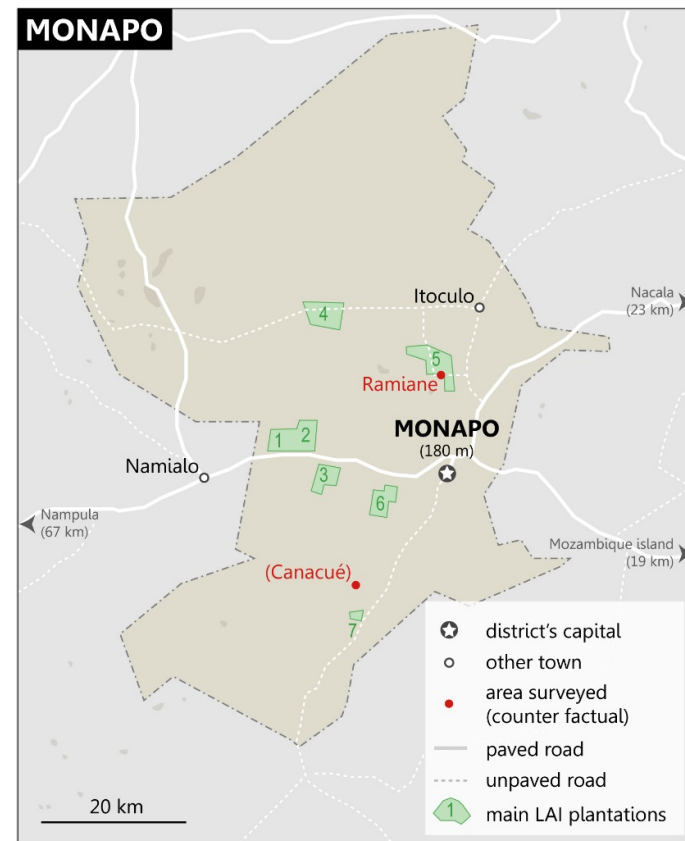 MONAPO
Itoculo
Nacala
(23 km)
4
5
Ramiane
MONAPO
(180 m)
1
2
Namialo
3
6
Nampula
(67 km)
Mozambique island
(19 km)
(Canacué)
7
district's capital
other town
area surveyed
(counter factual)
paved road
unpaved road
1
main LAI plantations
20 km